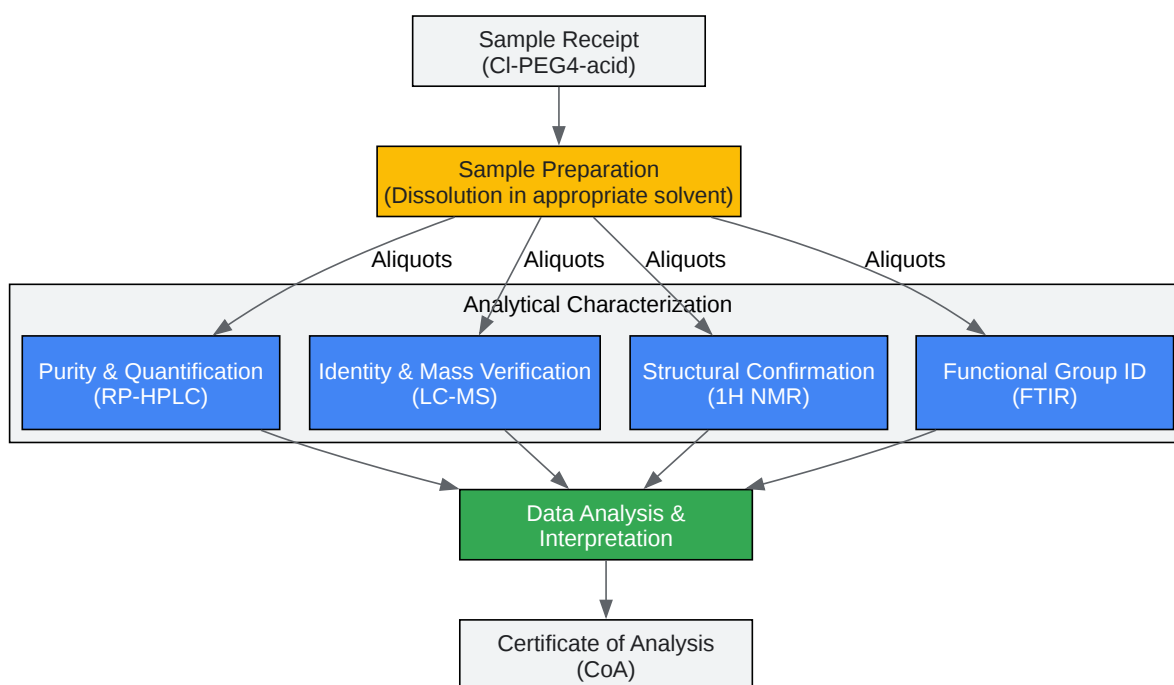 Sample Receipt
(Cl-PEG4-acid)
Sample Preparation
(Dissolution in appropriate solvent)
Aliquots
Aliquots
Aliquots
Aliquots
Analytical Characterization
Purity & Quantification
(RP-HPLC)
Identity & Mass Verification
(LC-MS)
Structural Confirmation
(1H NMR)
Functional Group ID
(FTIR)
Data Analysis &
Interpretation
Certificate of Analysis
(CoA)